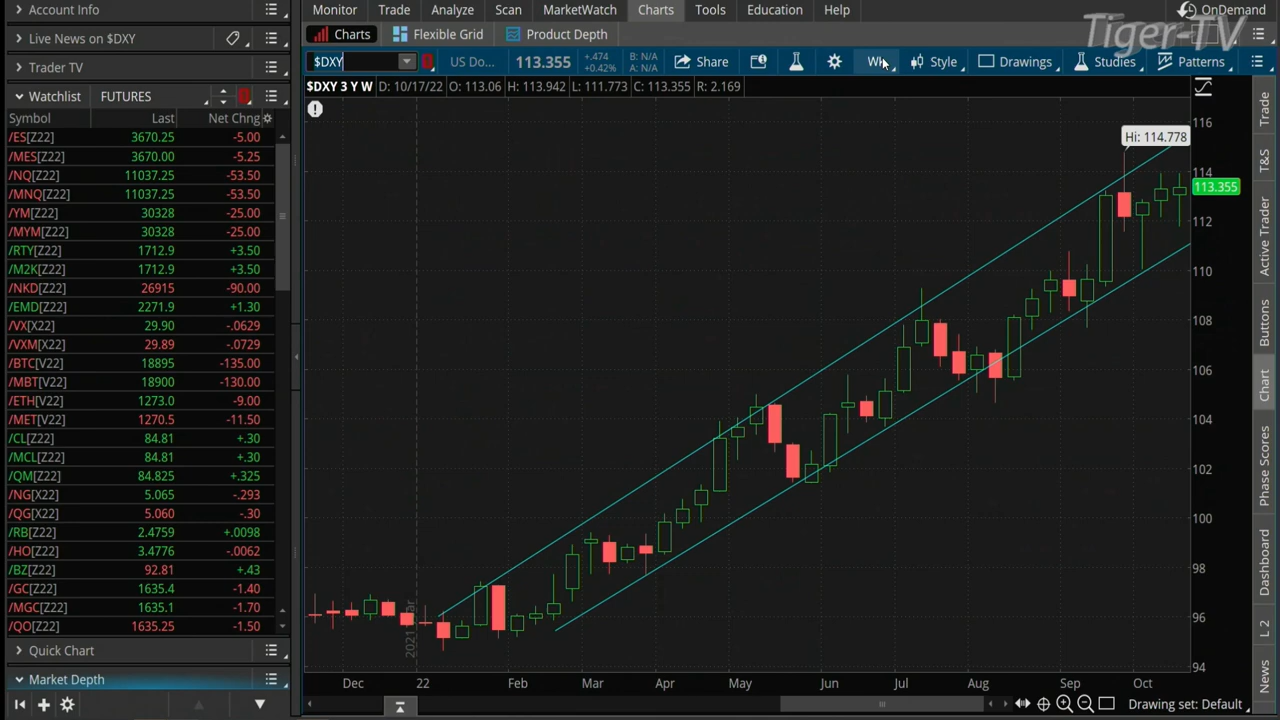 Account Info
Monitor Trade Analyze Scan MarketWatch Charts Tools Education Help OnDemand
Tiger-TV
Live News on $DXY
Charts Flexible Grid Product Depth
Trader TV
$DXY US Do... 113.355 +.474 +0.42% B: N/A A: N/A Share Wk Style Drawings Studies Patterns
Watchlist FUTURES
$DXY 3 Y W D: 10/17/22 O: 113.06 H: 113.942 L: 111.773 C: 113.355 R: 2.169
Symbol Last Net Chng
/ES[Z22] 3670.25 -5.00
/MES[Z22] 3670.00 -5.25
/NQ[Z22] 11037.25 -53.50
/MNQ[Z22] 11037.25 -53.50
/YM[Z22] 30328 -25.00
/MYM[Z22] 30328 -25.00
/RTY[Z22] 1712.9 +3.50
/M2K[Z22] 1712.9 +3.50
/NKD[Z22] 26915 -90.00
/EMD[Z22] 2271.9 +1.30
/VX[X22] 29.90 -.0629
/VXM[X22] 29.89 -.0729
/BTC[V22] 18895 -135.00
/MBT[V22] 18900 -130.00
/ETH[V22] 1273.0 -9.00
/MET[V22] 1270.5 -11.50
/CL[Z22] 84.81 +.30
/MCL[Z22] 84.81 +.30
/QM[Z22] 84.825 +.325
/NG[X22] 5.065 -.293
/QG[X22] 5.060 -.30
/RB[Z22] 2.4759 +.0098
/HO[Z22] 3.4776 -.0062
/BZ[Z22] 92.81 +.43
/GC[Z22] 1635.4 -1.40
/MGC[Z22] 1635.1 -1.70
/QO[Z22] 1635.25 -1.50
Quick Chart
Market Depth
Hi: 114.778
116
114
113.355
112
110
108
106
104
102
100
98
96
94
Dec 22 Feb Mar Apr May Jun Jul Aug Sep Oct
Drawing set: Default
Trade
T&S
Active Trader
Buttons
Chart
Phase Scores
Dashboard
L 2
News